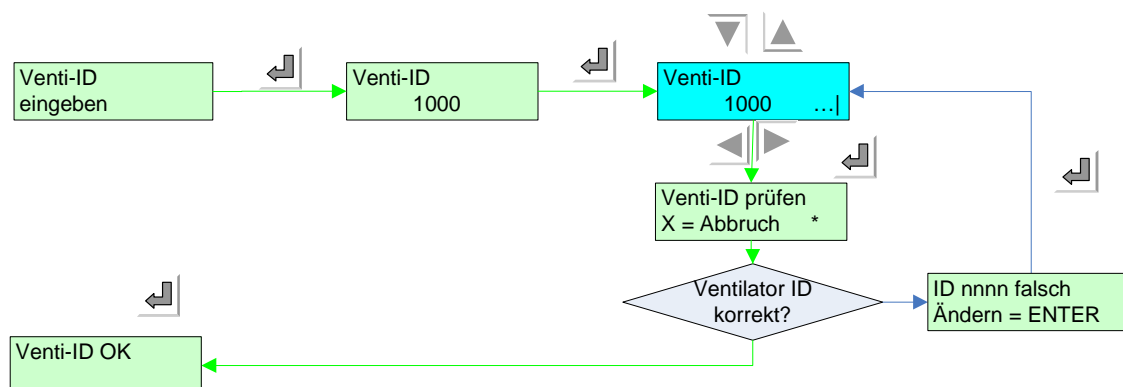 Venti-ID
eingeben
Venti-ID
1000
Venti-ID
1000 ...|
Venti-ID prüfen
X = Abbruch *
Ventilator ID
korrekt?
ID nnnn falsch
Ändern = ENTER
Venti-ID OK